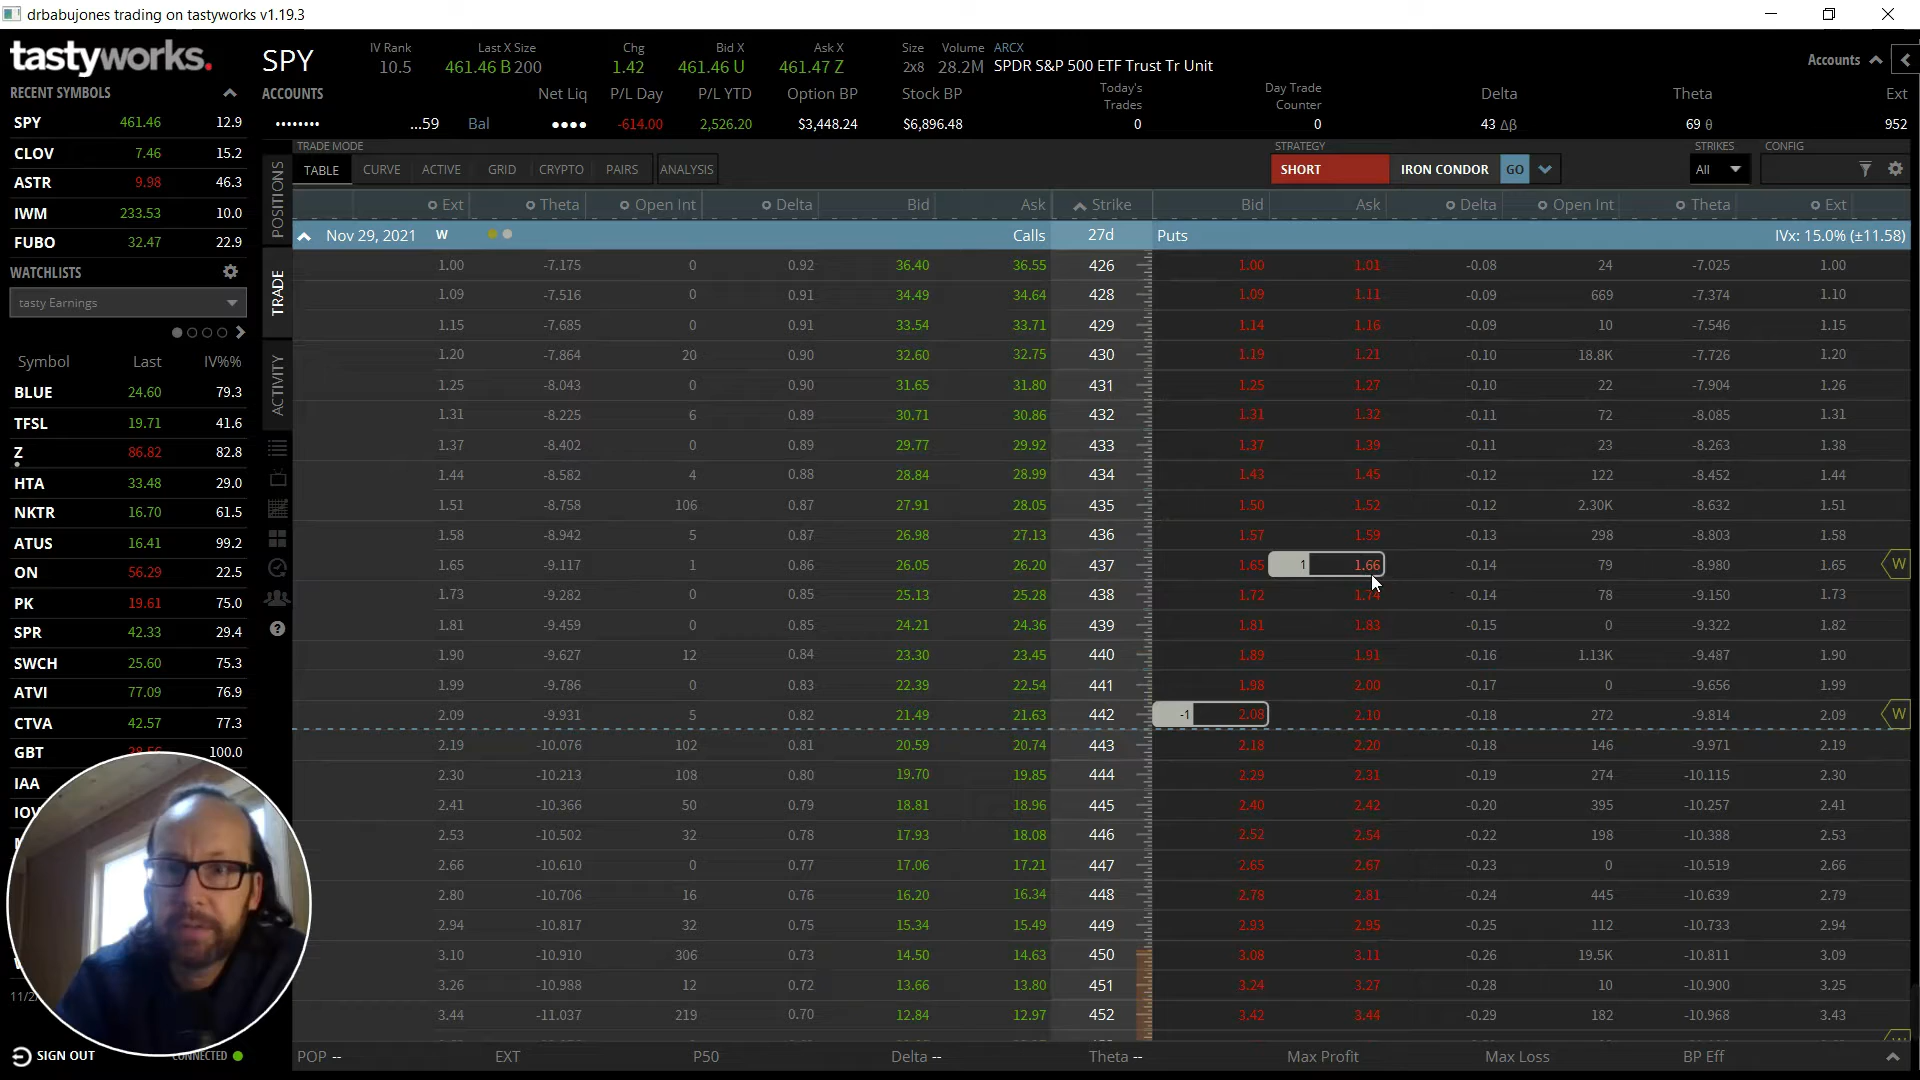 drbabujones trading on tastyworks v1.19.3
tastyworks.
SPY
IV Rank
10.5
Last X Size
461.46 B 200
Chg
1.42
Bid X
461.46 U
Ask X
461.47 Z
Size
2x8
Volume
28.2M
ARCX
SPDR S&P 500 ETF Trust Tr Unit
Accounts
ACCOUNTS Net Liq P/L Day P/L YTD Option BP Stock BP Today's Trades Day Trade Counter Delta Theta Ext
•••••••• ...59 Bal •••• -614.00 2,526.20 $3,448.24 $6,896.48 0 0 43 Δβ 69 θ 952
RECENT SYMBOLS
SPY 461.46 12.9
CLOV 7.46 15.2
ASTR 9.98 46.3
IWM 233.53 10.0
FUBO 32.47 22.9
WATCHLISTS
tasty Earnings
Symbol Last IV%%
BLUE 24.60 79.3
TFSL 19.71 41.6
Z 86.82 82.8
HTA 33.48 29.0
NKTR 16.70 61.5
ATUS 16.41 99.2
ON 56.29 22.5
PK 19.61 75.0
SPR 42.33 29.4
SWCH 25.60 75.3
ATVI 77.09 76.9
CTVA 42.57 77.3
GBT 100.0
IAA
SIGN OUT
CONNECTED
POSITIONS
TRADE
ACTIVITY
TRADE MODE
TABLE CURVE ACTIVE GRID CRYPTO PAIRS ANALYSIS
STRATEGY
SHORT IRON CONDOR GO
STRIKES
All
CONFIG
Ext Theta Open Int Delta Bid Ask Strike Bid Ask Delta Open Int Theta Ext
Nov 29, 2021 W Calls 27d Puts IVx: 15.0% (±11.58)
1.00 -7.175 0 0.92 36.40 36.55 426 1.00 1.01 -0.08 24 -7.025 1.00
1.09 -7.516 0 0.91 34.49 34.64 428 1.09 1.11 -0.09 669 -7.374 1.10
1.15 -7.685 0 0.91 33.54 33.71 429 1.14 1.16 -0.09 10 -7.546 1.15
1.20 -7.864 20 0.90 32.60 32.75 430 1.19 1.21 -0.10 18.8K -7.726 1.20
1.25 -8.043 0 0.90 31.65 31.80 431 1.25 1.27 -0.10 22 -7.904 1.26
1.31 -8.225 6 0.89 30.71 30.86 432 1.31 1.32 -0.11 72 -8.085 1.31
1.37 -8.402 0 0.89 29.77 29.92 433 1.37 1.39 -0.11 23 -8.263 1.38
1.44 -8.582 4 0.88 28.84 28.99 434 1.43 1.45 -0.12 122 -8.452 1.44
1.51 -8.758 106 0.87 27.91 28.05 435 1.50 1.52 -0.12 2.30K -8.632 1.51
1.58 -8.942 5 0.87 26.98 27.13 436 1.57 1.59 -0.13 298 -8.803 1.58
1.65 -9.117 1 0.86 26.05 26.20 437 1.65 1 1.66 -0.14 79 -8.980 1.65 W
1.73 -9.282 0 0.85 25.13 25.28 438 1.72 1.74 -0.14 78 -9.150 1.73
1.81 -9.459 0 0.85 24.21 24.36 439 1.81 1.83 -0.15 0 -9.322 1.82
1.90 -9.627 12 0.84 23.30 23.45 440 1.89 1.91 -0.16 1.13K -9.487 1.90
1.99 -9.786 0 0.83 22.39 22.54 441 1.98 2.00 -0.17 0 -9.656 1.99
2.09 -9.931 5 0.82 21.49 21.63 442 -1 2.08 2.10 -0.18 272 -9.814 2.09 W
2.19 -10.076 102 0.81 20.59 20.74 443 2.18 2.20 -0.18 146 -9.971 2.19
2.30 -10.213 108 0.80 19.70 19.85 444 2.29 2.31 -0.19 274 -10.115 2.30
2.41 -10.366 50 0.79 18.81 18.96 445 2.40 2.42 -0.20 395 -10.257 2.41
2.53 -10.502 32 0.78 17.93 18.08 446 2.52 2.54 -0.22 198 -10.388 2.53
2.66 -10.610 0 0.77 17.06 17.21 447 2.65 2.67 -0.23 0 -10.519 2.66
2.80 -10.706 16 0.76 16.20 16.34 448 2.78 2.81 -0.24 445 -10.639 2.79
2.94 -10.817 32 0.75 15.34 15.49 449 2.93 2.95 -0.25 112 -10.733 2.94
3.10 -10.910 306 0.73 14.50 14.63 450 3.08 3.11 -0.26 19.5K -10.811 3.09
3.26 -10.988 12 0.72 13.66 13.80 451 3.24 3.27 -0.28 10 -10.900 3.25
3.44 -11.037 219 0.70 12.84 12.97 452 3.42 3.44 -0.29 182 -10.968 3.43
POP -- EXT P50 Delta -- Theta -- Max Profit Max Loss BP Eff